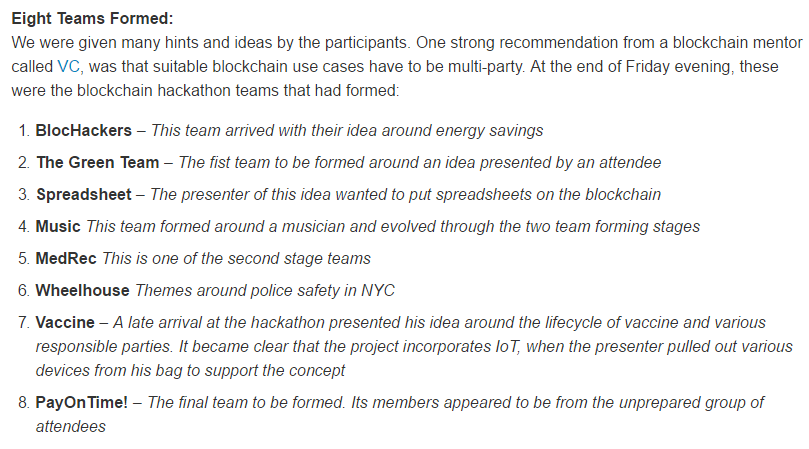 Eight Teams Formed:
We were given many hints and ideas by the participants. One strong recommendation from a blockchain mentor
called VC, was that suitable blockchain use cases have to be multi-party. At the end of Friday evening, these
were the blockchain hackathon teams that had formed:
1. BlocHackers – This team arrived with their idea around energy savings
2. The Green Team – The fist team to be formed around an idea presented by an attendee
3. Spreadsheet – The presenter of this idea wanted to put spreadsheets on the blockchain
4. Music This team formed around a musician and evolved through the two team forming stages
5. MedRec This is one of the second stage teams
6. Wheelhouse Themes around police safety in NYC
7. Vaccine – A late arrival at the hackathon presented his idea around the lifecycle of vaccine and various
responsible parties. It became clear that the project incorporates IoT, when the presenter pulled out various
devices from his bag to support the concept
8. PayOnTime! – The final team to be formed. Its members appeared to be from the unprepared group of
attendees